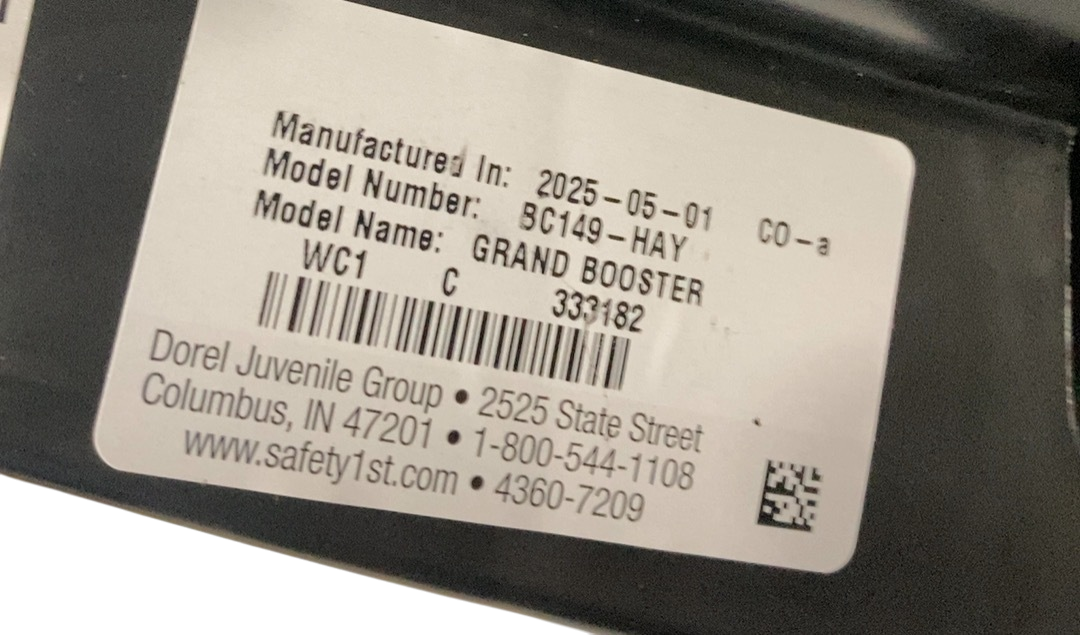 Manufactured In: 2025-05-01 CO-a
Model Number: BC149-HAY
Model Name: GRAND BOOSTER
WC1 C 333182
Dorel Juvenile Group • 2525 State Street
Columbus, IN 47201 • 1-800-544-1108
www.safety1st.com • 4360-7209